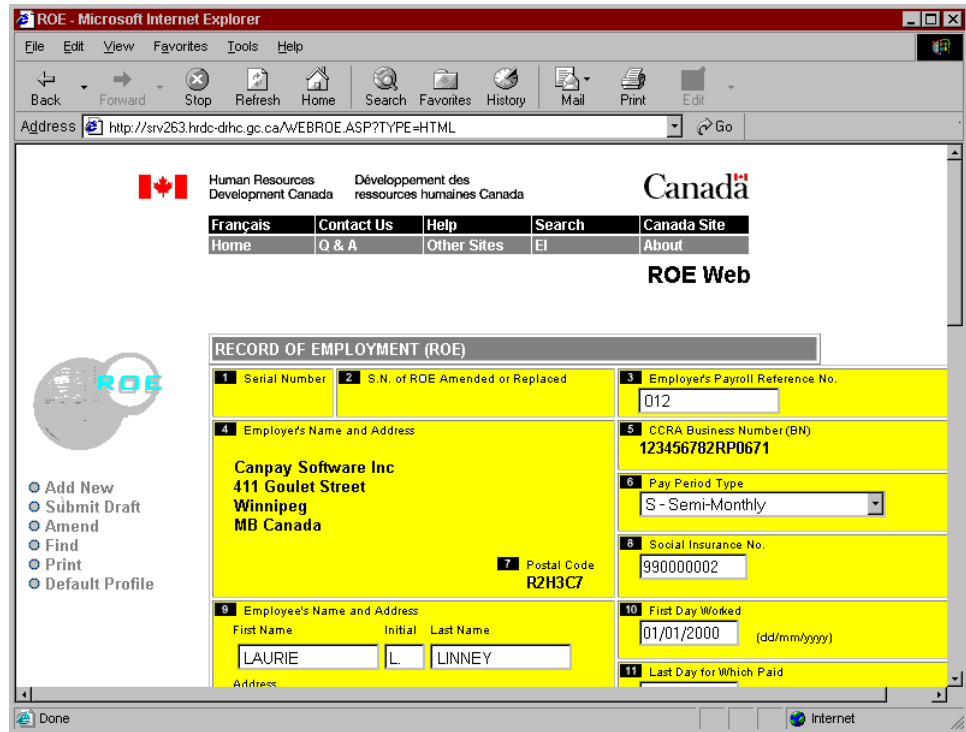 ROE - Microsoft Internet Explorer
File Edit View Favorites Tools Help
Back Forward Stop Refresh Home Search Favorites History Mail Print Edit
Address http://srv263.hrdc-drhc.gc.ca/WEBROE.ASP?TYPE=HTML Go
Human Resources Développement des
Development Canada ressources humaines Canada
Canada
Français Contact Us Help Search Canada Site
Home Q & A Other Sites EI About
ROE Web
RECORD OF EMPLOYMENT (ROE)
ROE
Add New
Submit Draft
Amend
Find
Print
Default Profile
1 Serial Number
2 S.N. of ROE Amended or Replaced
3 Employer's Payroll Reference No.
012
4 Employer's Name and Address
Canpay Software Inc
411 Goulet Street
Winnipeg
MB Canada
5 CCRA Business Number (BN)
123456782RP0671
6 Pay Period Type
S - Semi-Monthly
7 Postal Code
R2H3C7
8 Social Insurance No.
990000002
9 Employee's Name and Address
First Name Initial Last Name
LAURIE L. LINNEY
Address
10 First Day Worked
01/01/2000 (dd/mm/yyyy)
11 Last Day for Which Paid
Done Internet